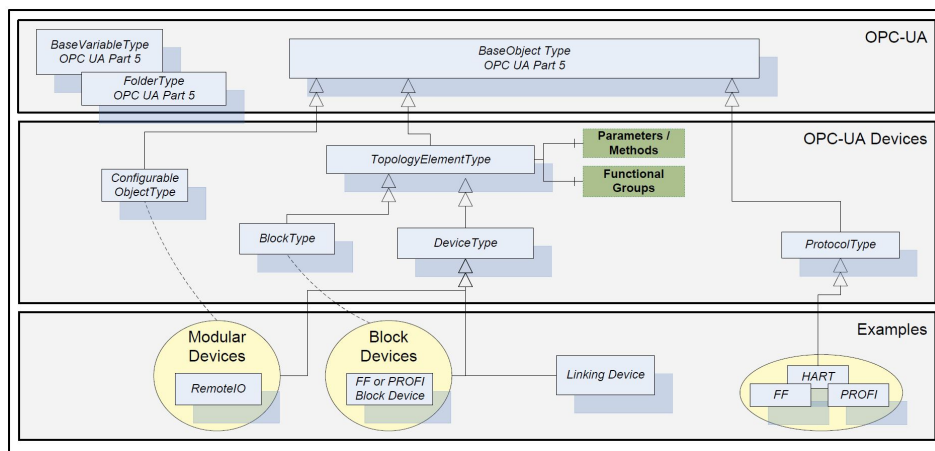 OPC-UA
BaseVariableType
OPC UA Part 5
FolderType
OPC UA Part 5
BaseObject Type
OPC UA Part 5
OPC-UA Devices
Parameters /
Methods
TopologyElementType
Functional
Groups
Configurable
ObjectType
BlockType
DeviceType
ProtocolType
Examples
Modular
Devices
RemoteIO
Block
Devices
FF or PROFI
Block Device
Linking Device
HART
FF
PROFI